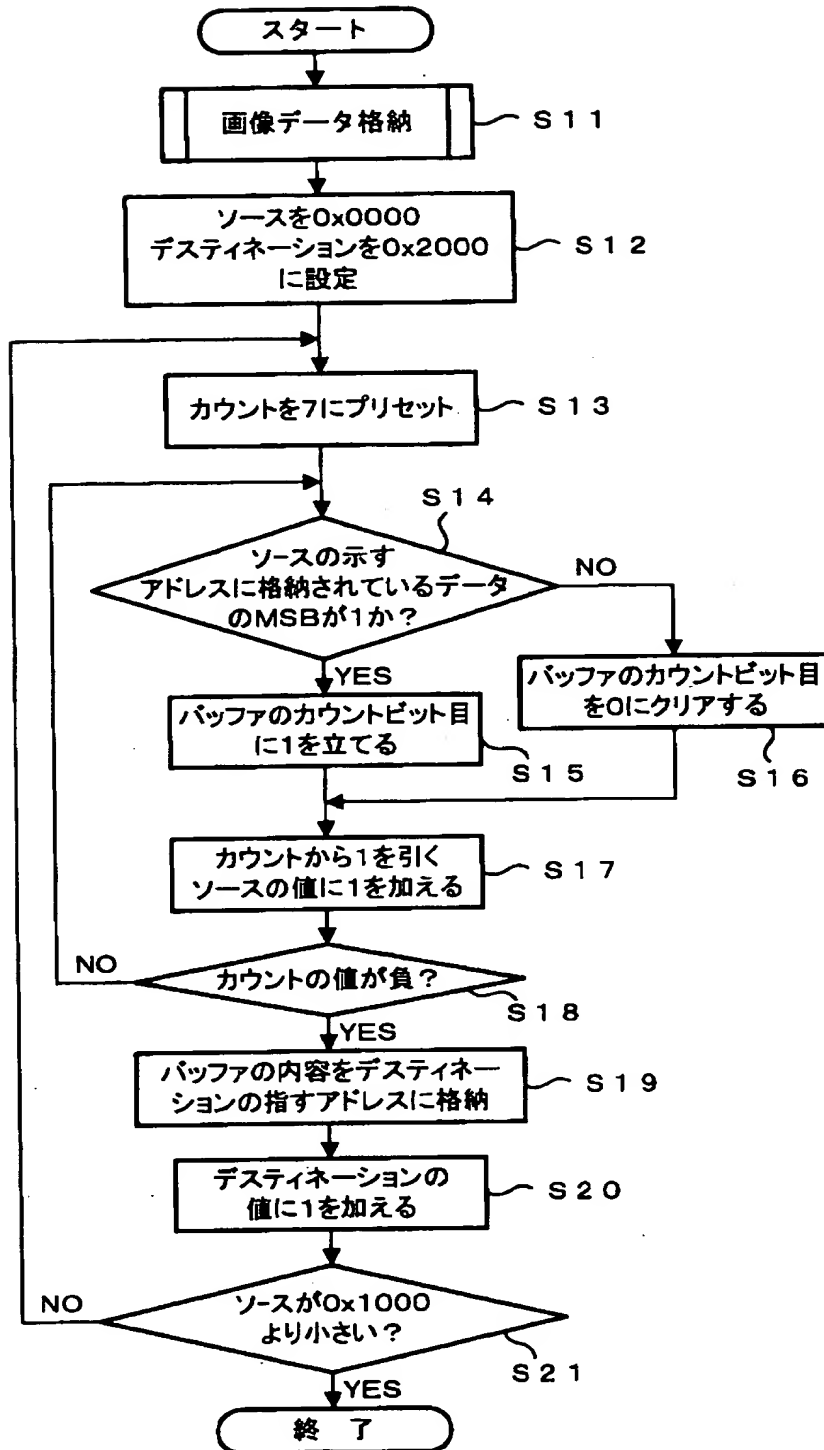 スタート
画像データ格納
S11
ソースを0x0000
デスティネーションを0x2000
に設定
S12
カウントを7にプリセット
S13
S14
ソースの示す
アドレスに格納されているデータ
のMSBが1か?
NO
YES
バッファのカウントビット目
に1を立てる
S15
バッファのカウントビット目
を0にクリアする
S16
カウントから1を引く
ソースの値に1を加える
S17
NO
カウントの値が負?
S18
YES
バッファの内容をデスティネー
ションの指すアドレスに格納
S19
デスティネーションの
値に1を加える
S20
NO
ソースが0x1000
より小さい?
S21
YES
終了